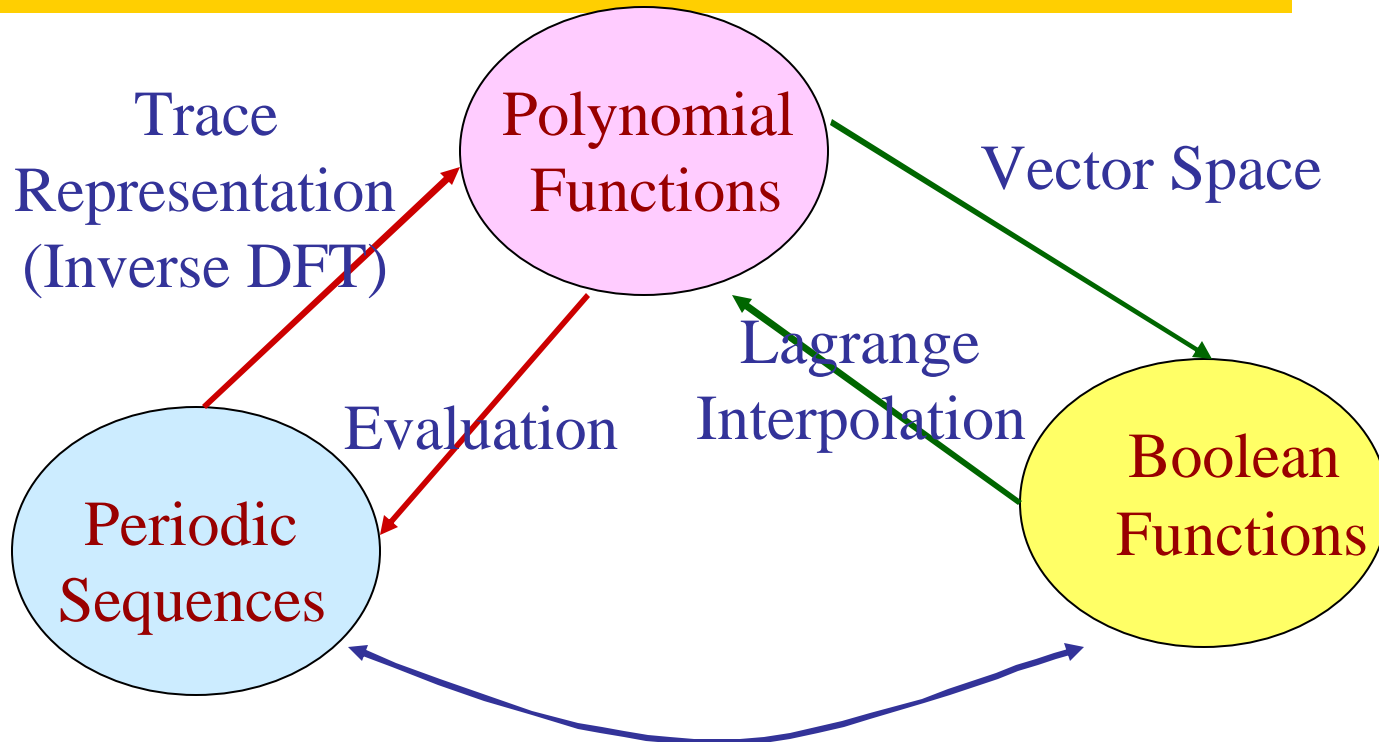 Trace
Representation
(Inverse DFT)
Polynomial
Functions
Vector Space
Evaluation
Lagrange
Interpolation
Periodic
Sequences
Boolean
Functions